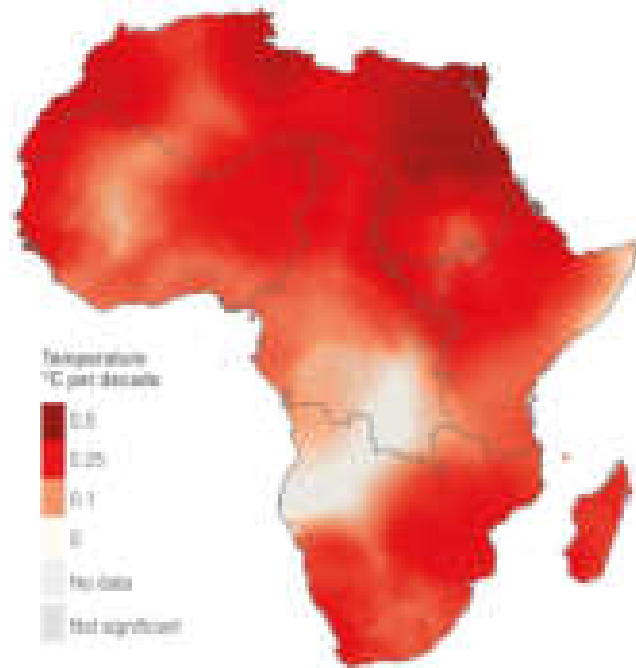 Temperature
°C per decade
0.5
0.25
0.1
0
No data
Not significant